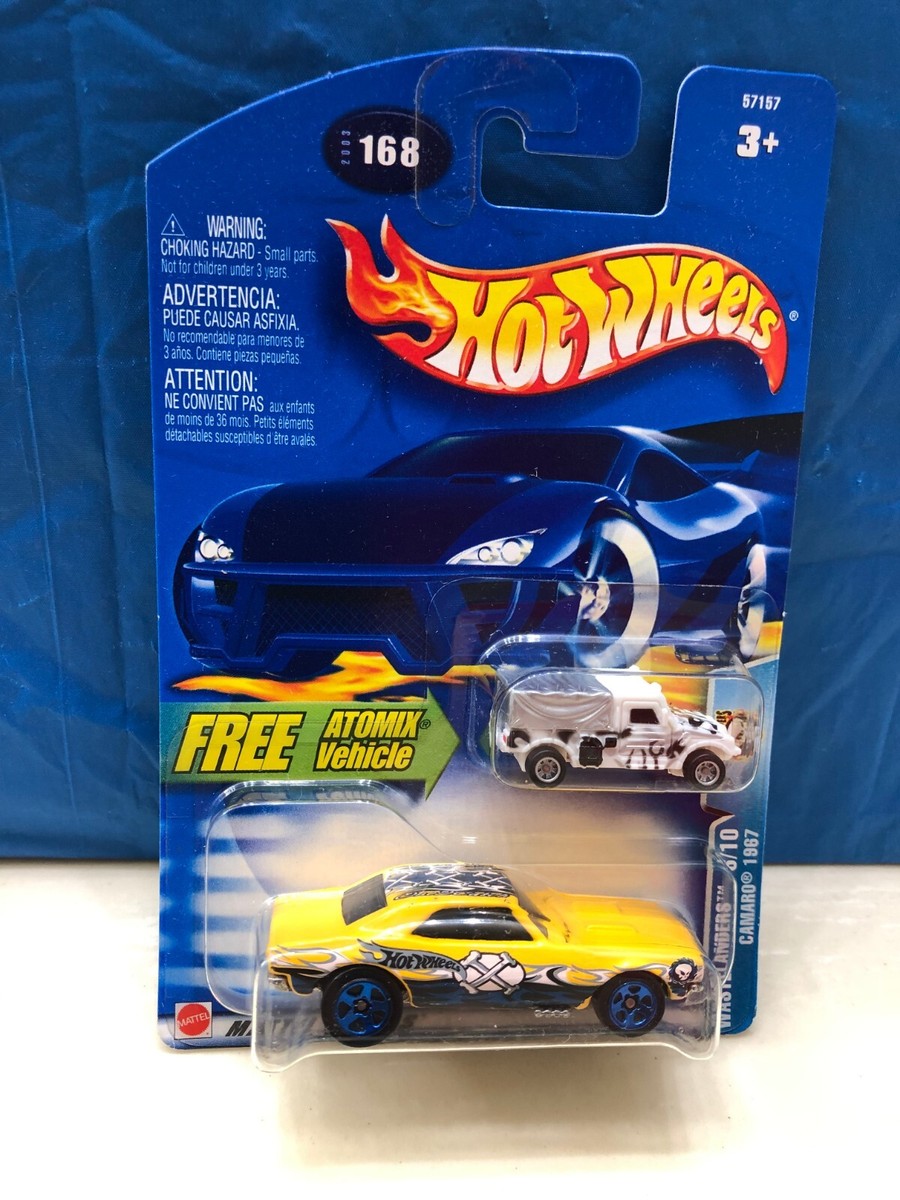 57157
3+
2003
168
WARNING:
CHOKING HAZARD - Small parts.
Not for children under 3 years.
ADVERTENCIA:
PUEDE CAUSAR ASFIXIA.
No recomendable para menores de
3 años. Contiene piezas pequeñas.
ATTENTION:
NE CONVIENT PAS aux enfants
de moins de 36 mois. Petits éléments
détachables susceptibles d être avalés.
HOT WHEELS®
FREE ATOMIX®
Vehicle
/10
CAMARO® 1967
HOT WHEELS
MATTEL